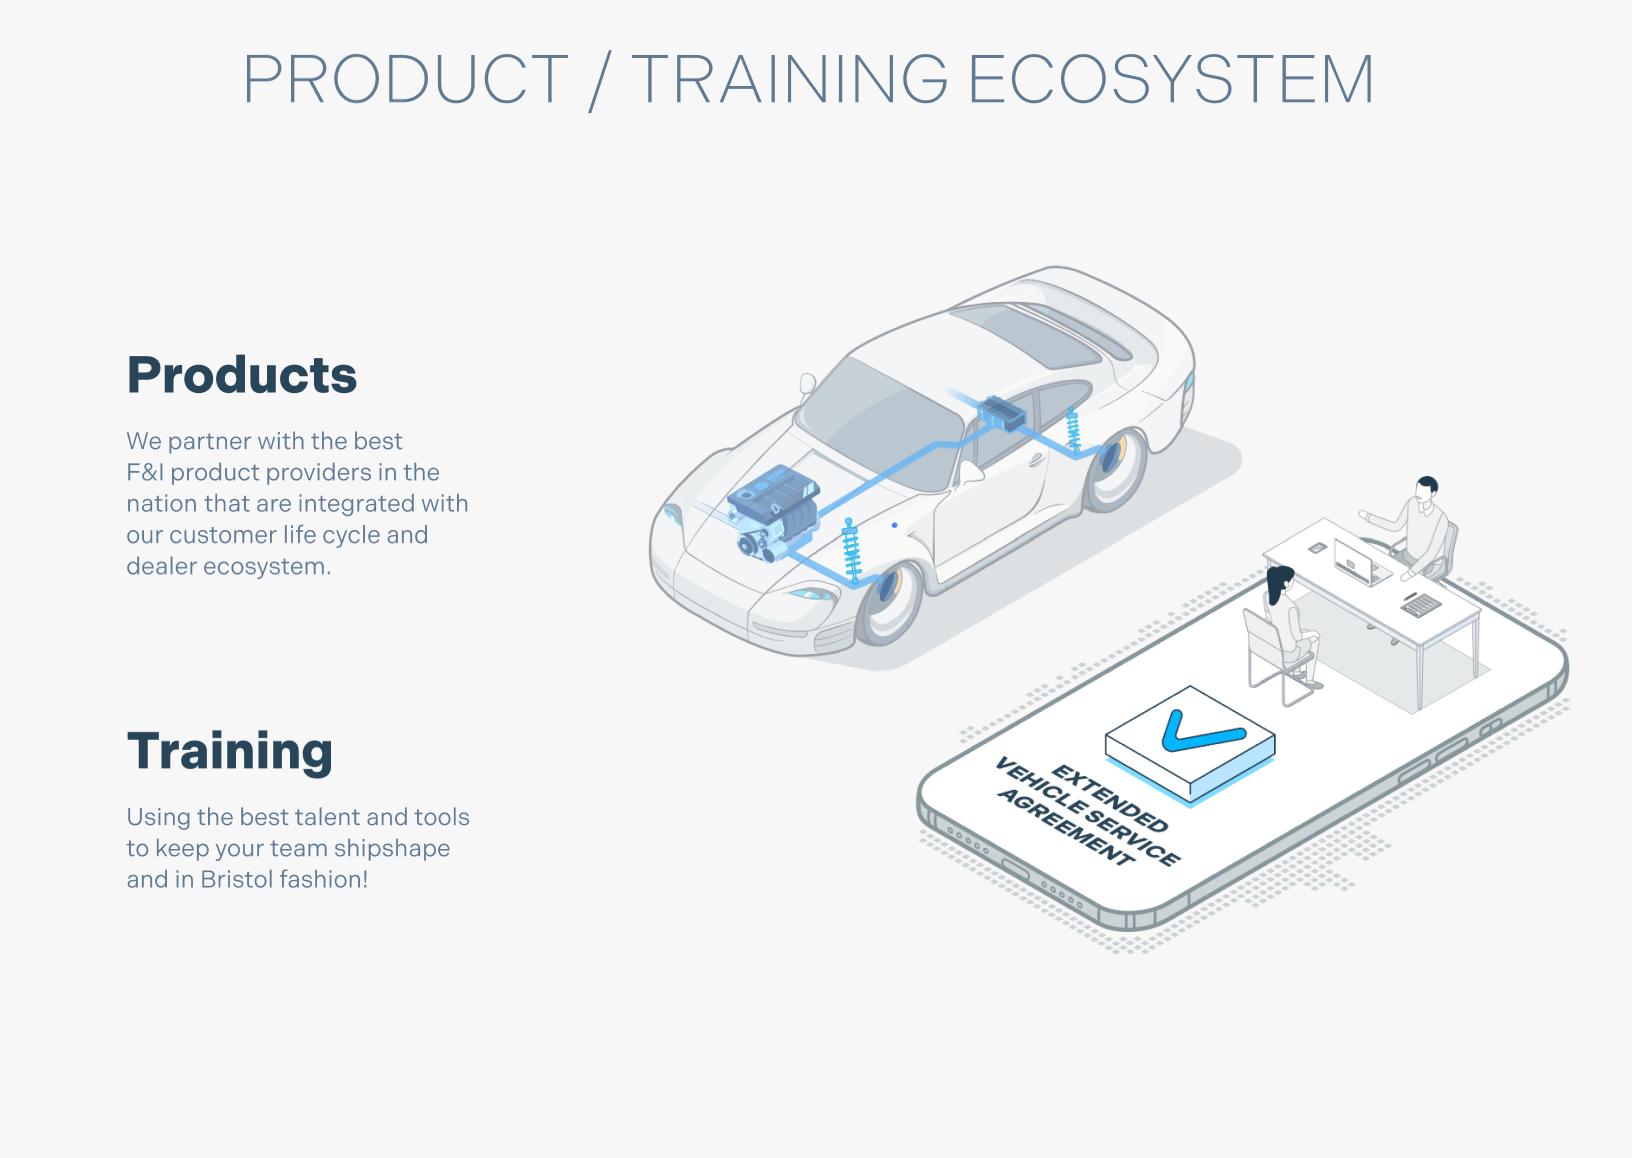 PRODUCT / TRAINING ECOSYSTEM
Products
We partner with the best
F&I product providers in the
nation that are integrated with
our customer life cycle and
dealer ecosystem.
Training
Using the best talent and tools
to keep your team shipshape
and in Bristol fashion!
EXTENDED
VEHICLE SERVICE
AGREEMENT